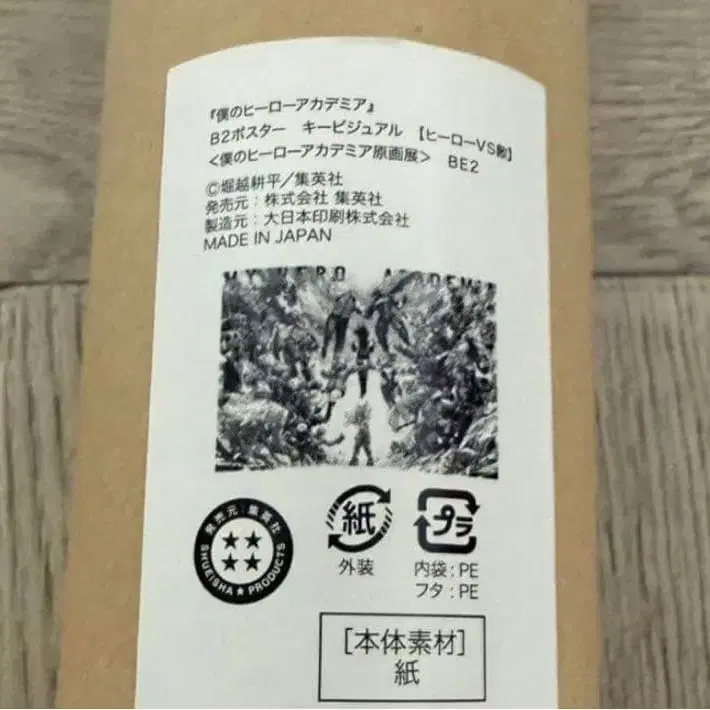 『僕のヒーローアカデミア』
B2ポスター キービジュアル 【ヒーローVS敵】
<僕のヒーローアカデミア原画展> BE2
©堀越耕平/集英社
発売元:株式会社 集英社
製造元:大日本印刷株式会社
MADE IN JAPAN
MY HERO ACADEMIA
発売元:集英社
SHUEISHA★PRODUCTS
紙
外装
プラ
内袋:PE
フタ:PE
[本体素材]
紙